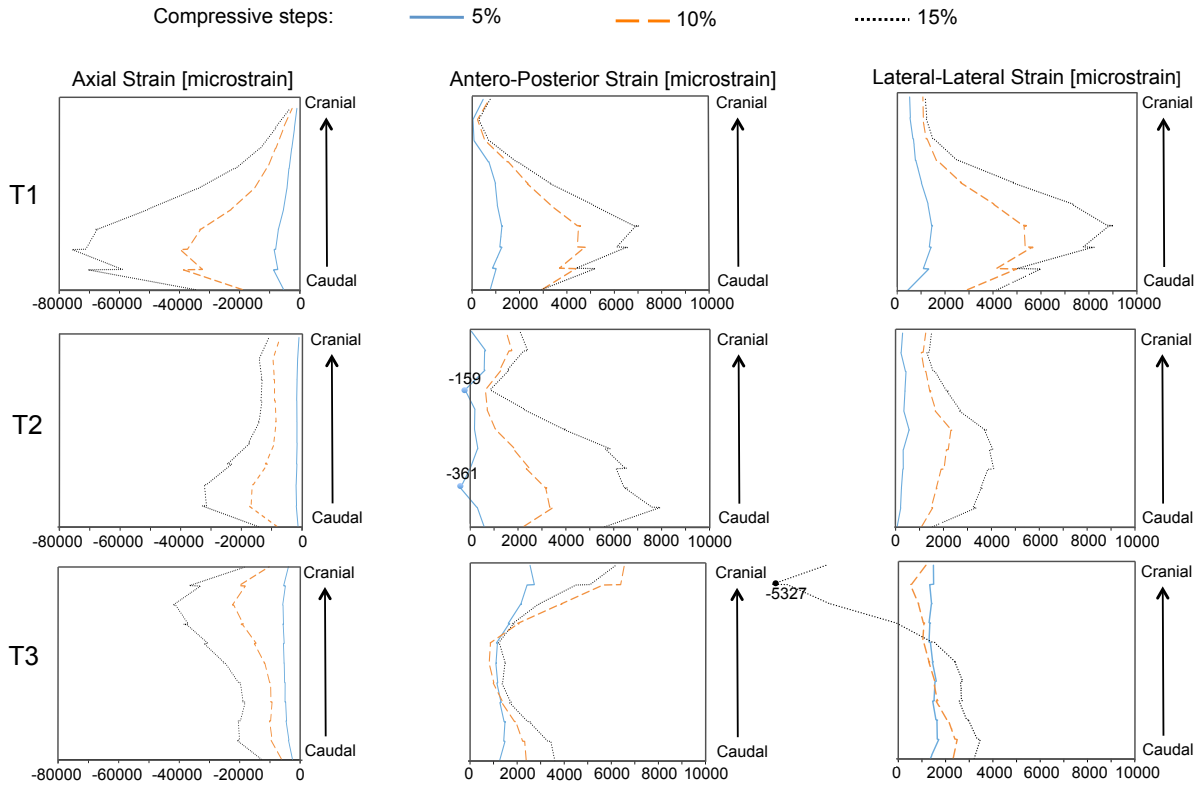 Compressive steps: 5% 10% 15%
Axial Strain [microstrain] Antero-Posterior Strain [microstrain] Lateral-Lateral Strain [microstrain]
Cranial Cranial Cranial
T1
Caudal Caudal Caudal
-80000 -60000 -40000 -20000 0 0 2000 4000 6000 8000 10000 0 2000 4000 6000 8000 10000
Cranial Cranial Cranial
-159
T2
-361
Caudal Caudal Caudal
-80000 -60000 -40000 -20000 0 0 2000 4000 6000 8000 10000 0 2000 4000 6000 8000 10000
Cranial Cranial Cranial
-5327
T3
Caudal Caudal Caudal
-80000 -60000 -40000 -20000 0 0 2000 4000 6000 8000 10000 0 2000 4000 6000 8000 10000